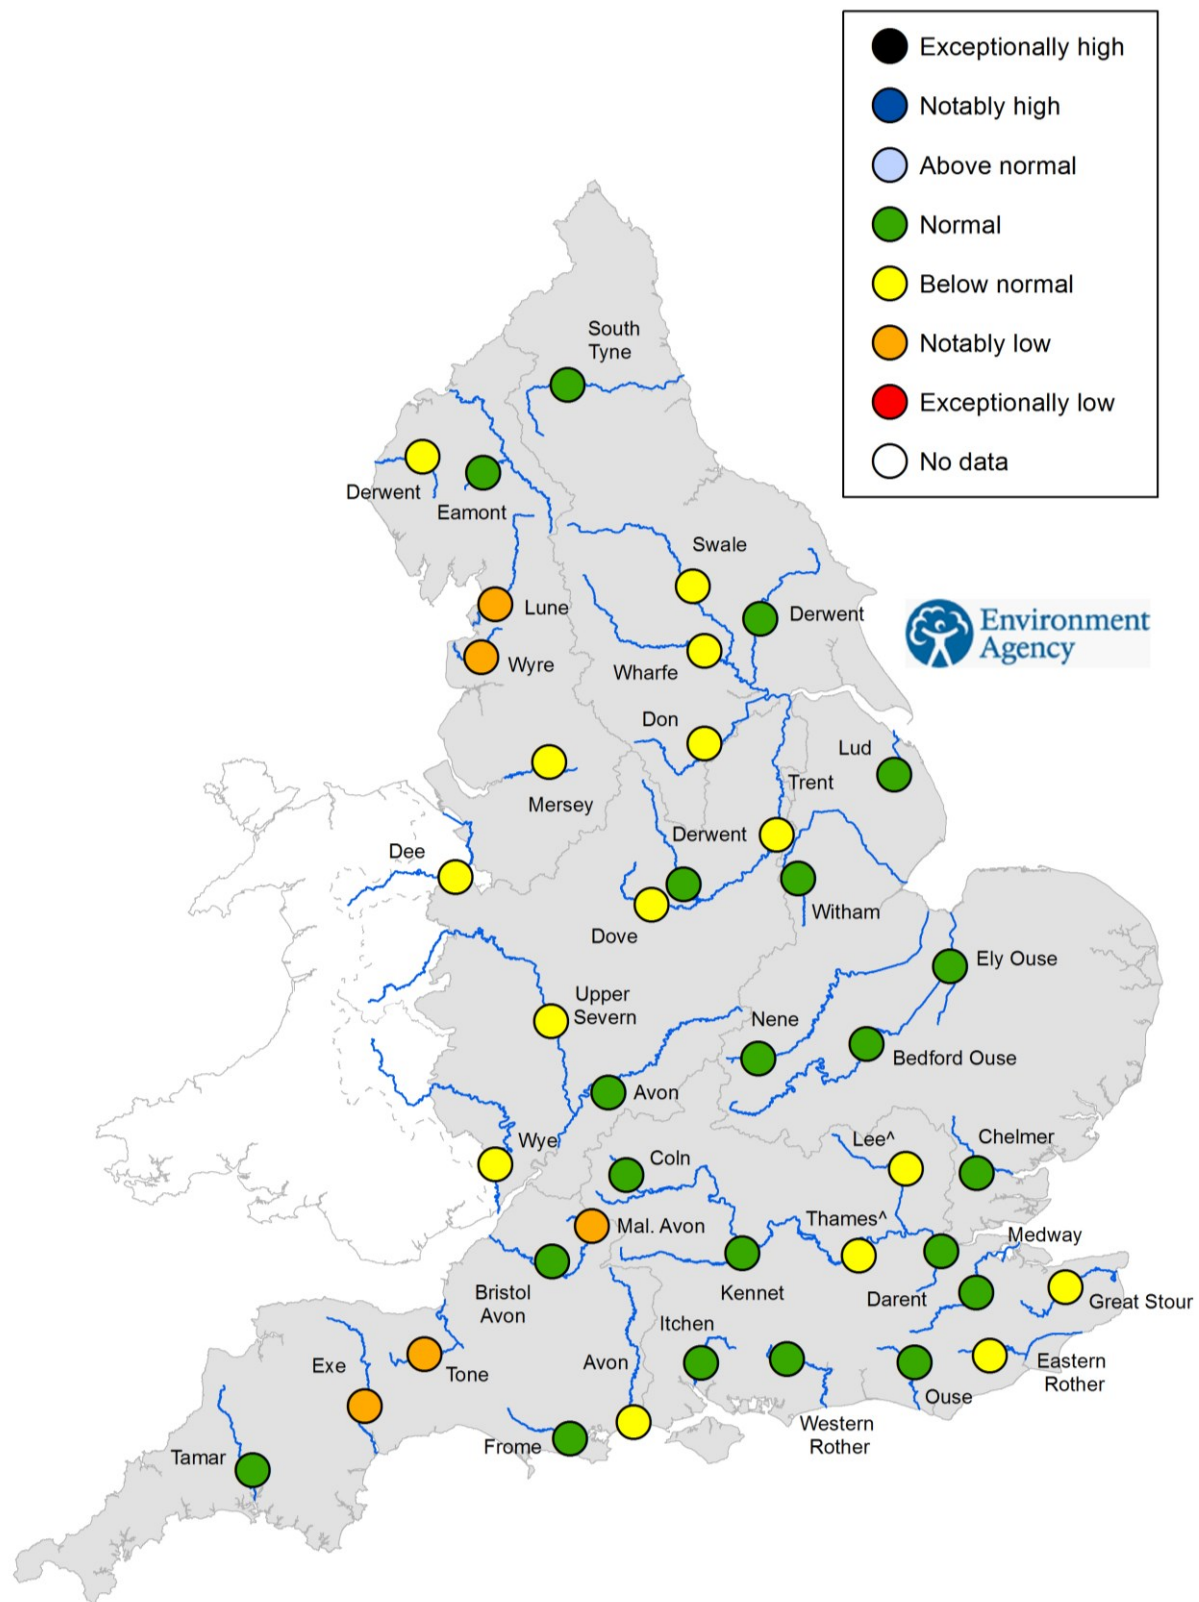 Exceptionally high
Notably high
Above normal
Normal
Below normal
Notably low
Exceptionally low
No data
South
Tyne
Derwent
Eamont
Swale
Lune
Derwent
Environment
Agency
Wyre
Wharfe
Don
Lud
Trent
Mersey
Derwent
Dee
Witham
Dove
Ely Ouse
Upper
Severn
Nene
Bedford Ouse
Avon
Wye
Lee^
Chelmer
Coln
Thames^
Mal. Avon
Medway
Bristol
Avon
Kennet
Darent
Great Stour
Itchen
Exe
Tone
Avon
Eastern
Rother
Ouse
Western
Rother
Frome
Tamar